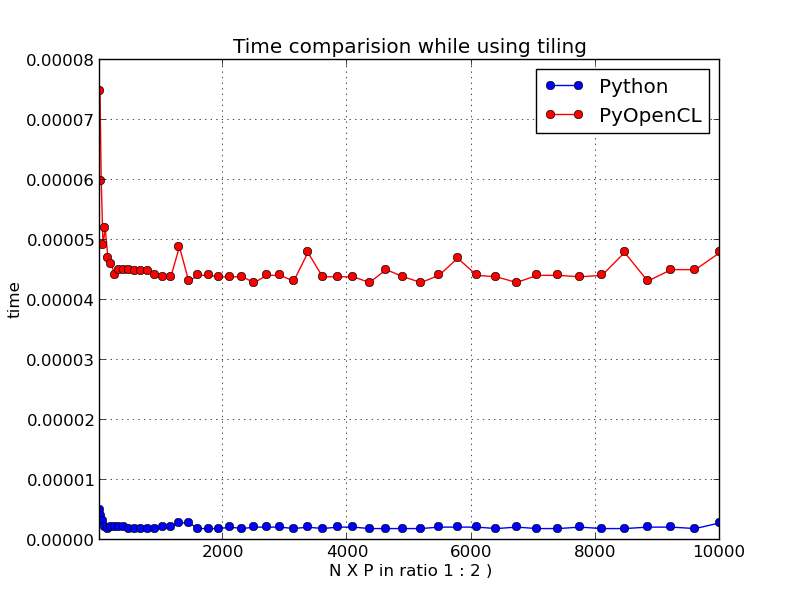 Time comparision while using tiling
0.00008
0.00007
0.00006
0.00005
0.00004
0.00003
0.00002
0.00001
0.00000
time
Python
PyOpenCL
2000 4000 6000 8000 10000
N X P in ratio 1 : 2 )